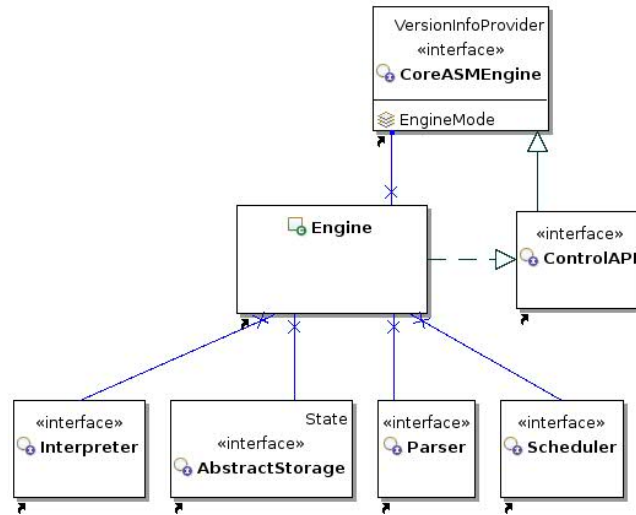 VersionInfoProvider
«interface»
CoreASMEngine
EngineMode
Engine
«interface»
ControlAPI
«interface»
Interpreter
State
«interface»
AbstractStorage
«interface»
Parser
«interface»
Scheduler